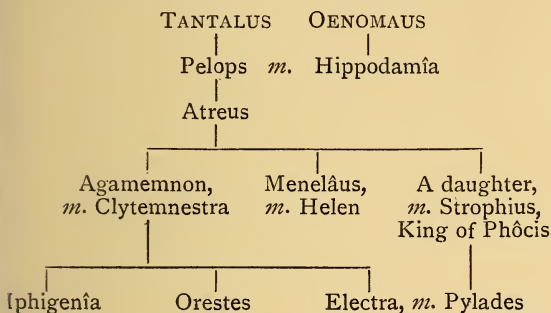 TANTALUS OENOMAUS
Pelops m. Hippodamîa
Atreus
Agamemnon, Menelâus, A daughter,
m. Clytemnestra m. Helen m. Strophius,
King of Phôcis
Iphigenîa Orestes Electra, m. Pylades